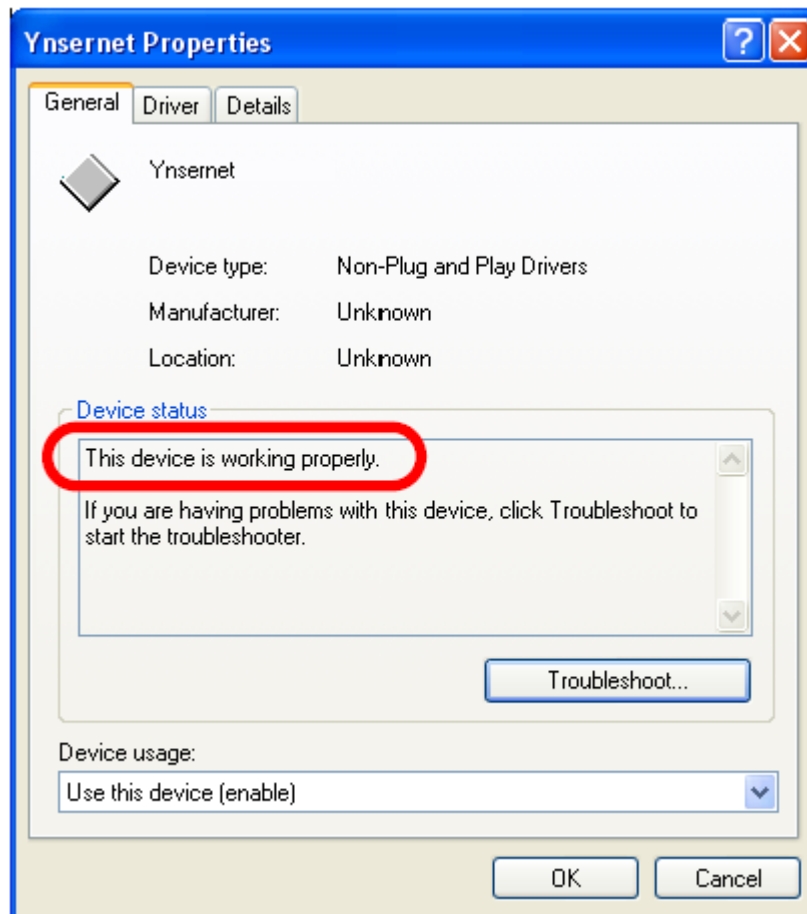 Ynsernet Properties
General Driver Details
Ynsernet
Device type: Non-Plug and Play Drivers
Manufacturer: Unknown
Location: Unknown
Device status
This device is working properly.
If you are having problems with this device, click Troubleshoot to
start the troubleshooter.
Troubleshoot...
Device usage:
Use this device (enable)
OK Cancel